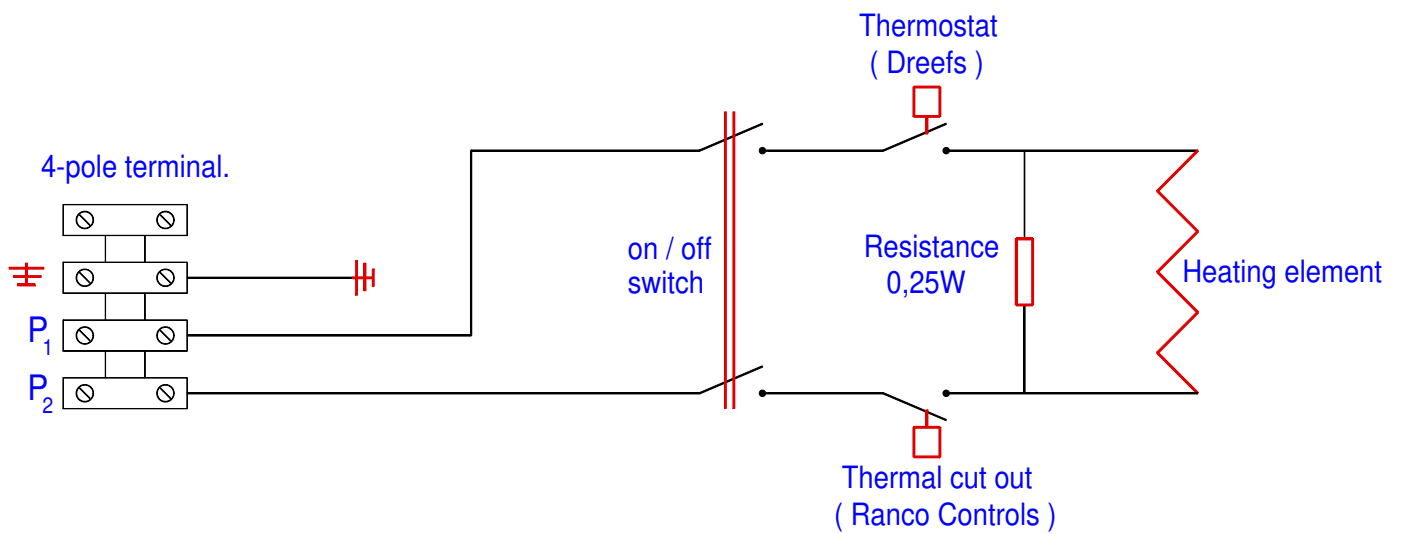 Thermostat
( Dreefs )
4-pole terminal.
on / off
switch
Resistance
0,25W
Heating element
P1
P2
Thermal cut out
( Ranco Controls )